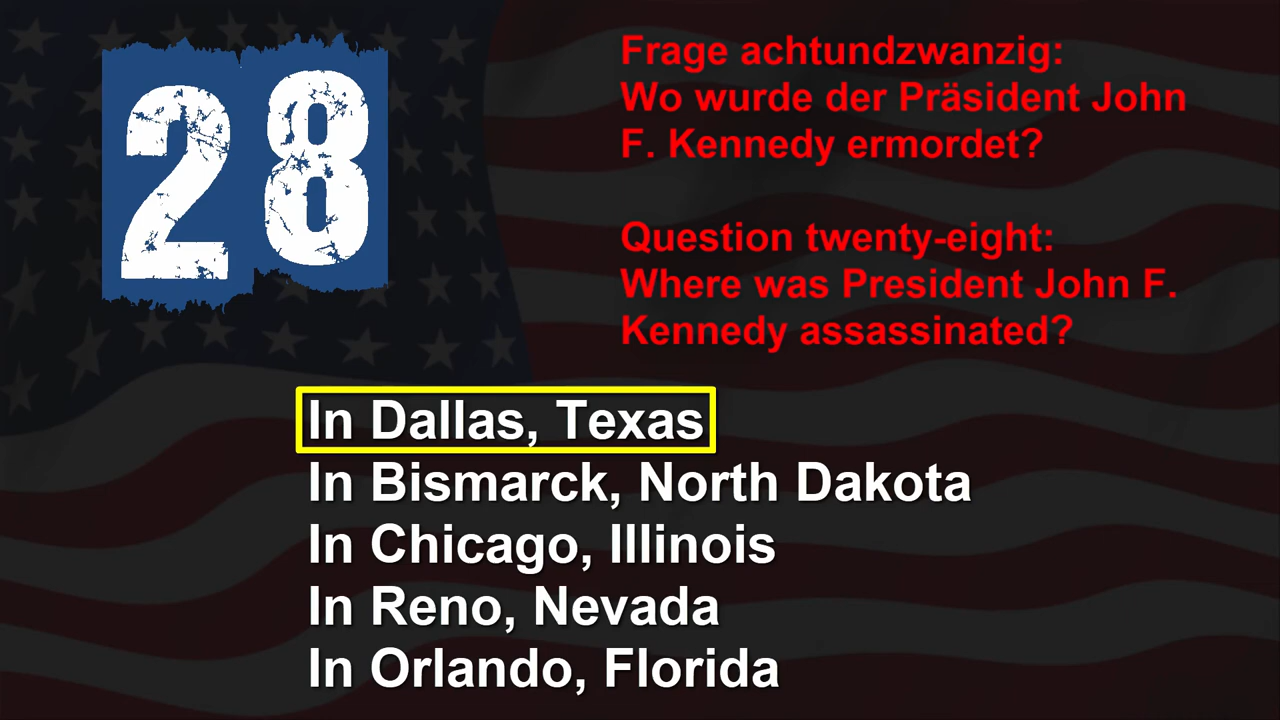 28
Frage achtundzwanzig:
Wo wurde der Präsident John
F. Kennedy ermordet?
Question twenty-eight:
Where was President John F.
Kennedy assassinated?
In Dallas, Texas
In Bismarck, North Dakota
In Chicago, Illinois
In Reno, Nevada
In Orlando, Florida